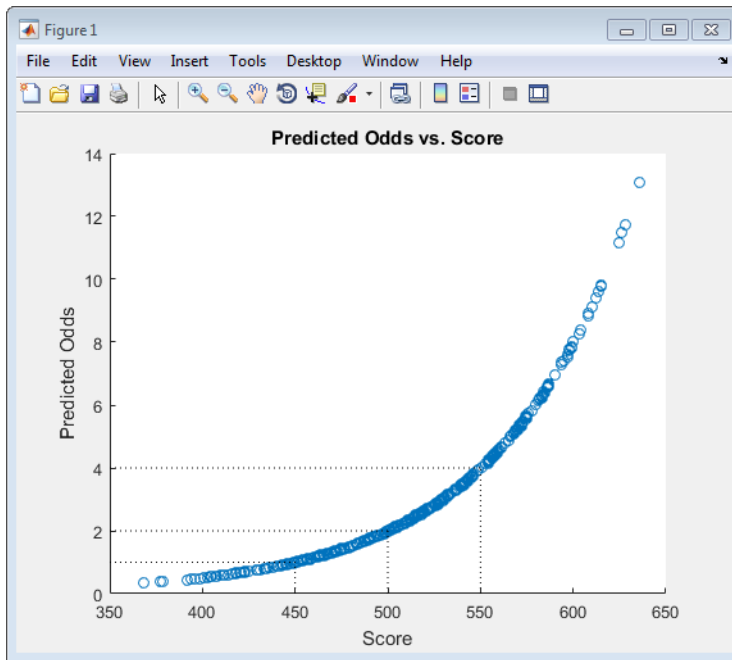 Figure 1
File Edit View Insert Tools Desktop Window Help
Predicted Odds vs. Score
14
12
10
8
6
4
2
0
Predicted Odds
350 400 450 500 550 600 650
Score